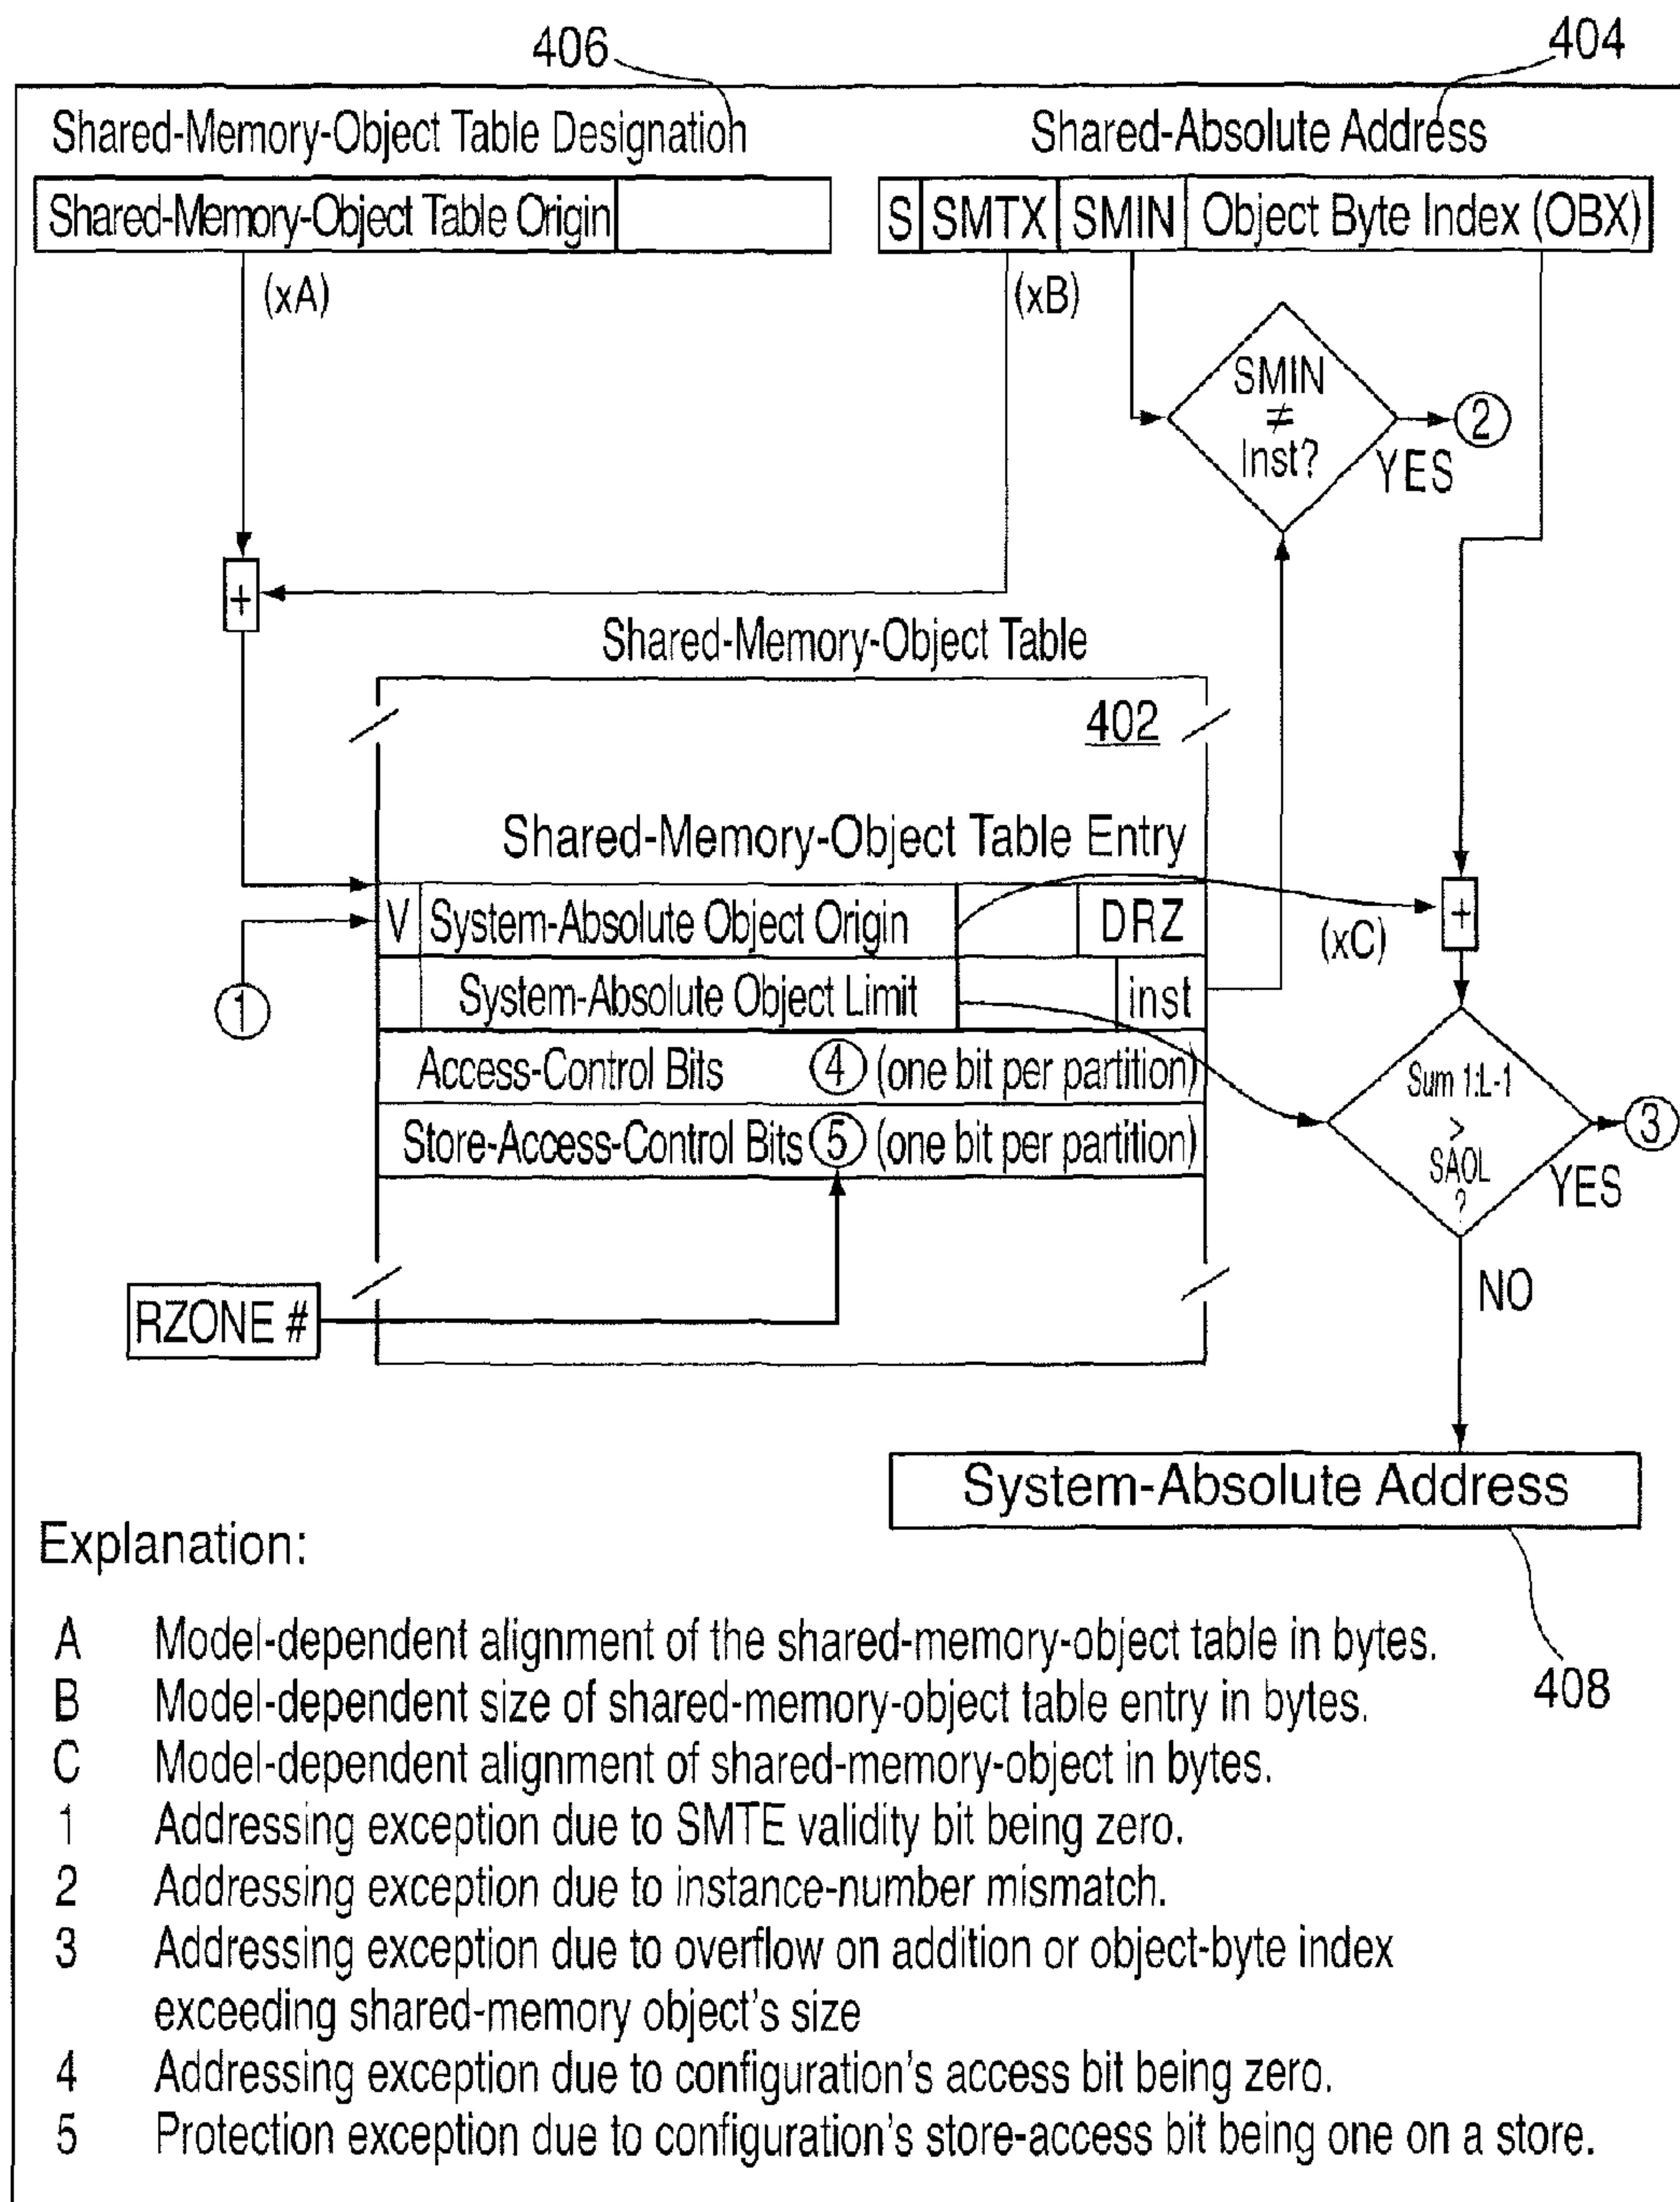 406
404
Shared-Memory-Object Table Designation
Shared-Absolute Address
Shared-Memory-Object Table Origin
S SMTX SMIN Object Byte Index (OBX)
(xA)
(xB)
SMIN
≠
Inst?
2
YES
+
Shared-Memory-Object Table
402
Shared-Memory-Object Table Entry
V System-Absolute Object Origin DRZ
+
(xC)
System-Absolute Object Limit inst
1
Access-Control Bits 4 (one bit per partition)
Sum 1:L-1
>
SAOL
?
3
YES
Store-Access-Control Bits 5 (one bit per partition)
NO
RZONE #
System-Absolute Address
408
Explanation:
A Model-dependent alignment of the shared-memory-object table in bytes.
B Model-dependent size of shared-memory-object table entry in bytes.
C Model-dependent alignment of shared-memory-object in bytes.
1 Addressing exception due to SMTE validity bit being zero.
2 Addressing exception due to instance-number mismatch.
3 Addressing exception due to overflow on addition or object-byte index
exceeding shared-memory object's size
4 Addressing exception due to configuration's access bit being zero.
5 Protection exception due to configuration's store-access bit being one on a store.